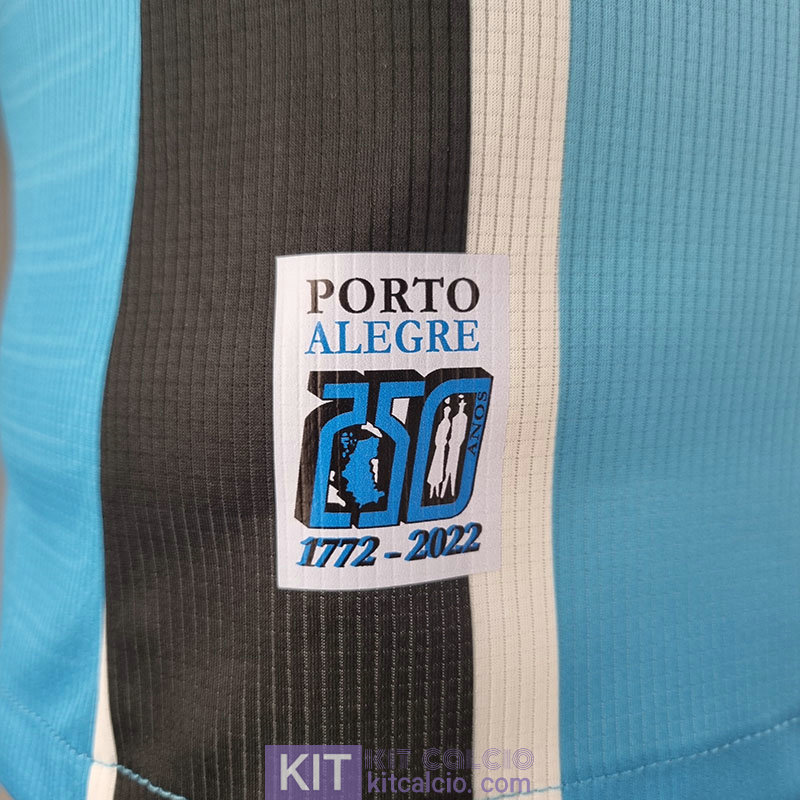 PORTO
ALEGRE
250
ANOS
1772 - 2022
KIT KIT CALCIO
kitcalcio.com